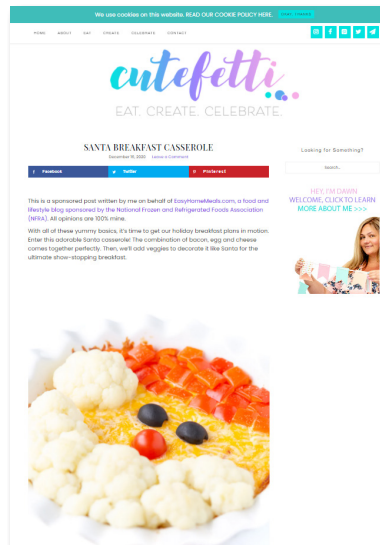 We use cookies on this website. READ OUR COOKIE POLICY HERE.
HOME ABOUT EAT CREATE CELEBRATE CONTACT
cutefetti
EAT. CREATE. CELEBRATE.
SANTA BREAKFAST CASSEROLE
December 10, 2020 Leave a Comment
Facebook Twitter Pinterest
This is a sponsored post written by me on behalf of EasyHomeMeals.com, a food and
lifestyle blog sponsored by the National Frozen and Refrigerated Foods Association
(NFRA). All opinions are 100% mine.
With all of these yummy basics, it's time to get our holiday breakfast plans in motion.
Enter this adorable Santa casserole! The combination of bacon, egg and cheese
comes together perfectly. Then, we'll add veggies to decorate it like Santa for the
ultimate show-stopping breakfast.
Looking for Something?
Search..
HEY, I'M DAWN
WELCOME, CLICK TO LEARN
MORE ABOUT ME >>>